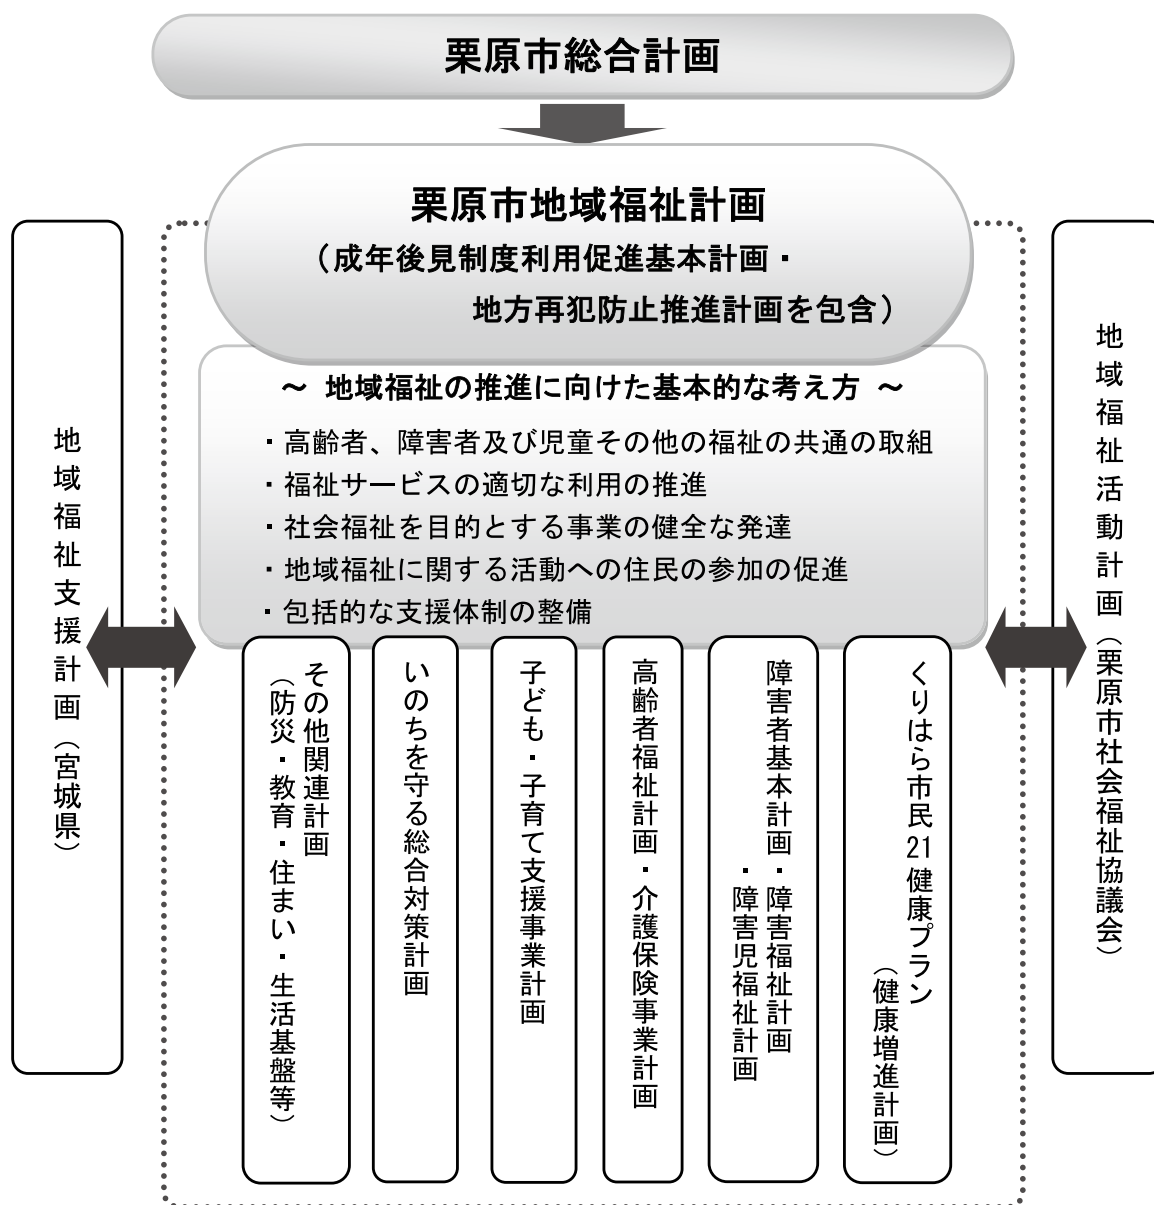 栗原市総合計画
栗原市地域福祉計画
（成年後見制度利用促進基本計画・
地方再犯防止推進計画を包含）
～ 地域福祉の推進に向けた基本的な考え方 ～
・高齢者、障害者及び児童その他の福祉の共通の取組
・福祉サービスの適切な利用の推進
・社会福祉を目的とする事業の健全な発達
・地域福祉に関する活動への住民の参加の促進
・包括的な支援体制の整備
地域福祉活動計画（栗原市社会福祉協議会）
くりはら市民21健康プラン
（健康増進計画）
障害者基本計画・障害福祉計画
・障害児福祉計画
高齢者福祉計画・介護保険事業計画
子ども・子育て支援事業計画
いのちを守る総合対策計画
その他関連計画
（防災・教育・住まい・生活基盤等）
地域福祉支援計画（宮城県）